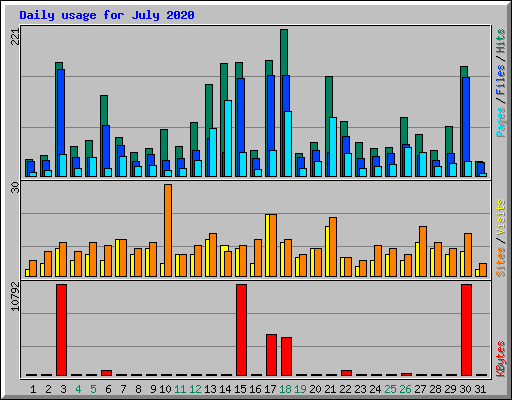 Daily usage for July 2020
221
Pages / Files / Hits
30
Sites / Visits
10792
KBytes
1 2 3 4 5 6 7 8 9 10 11 12 13 14 15 16 17 18 19 20 21 22 23 24 25 26 27 28 29 30 31